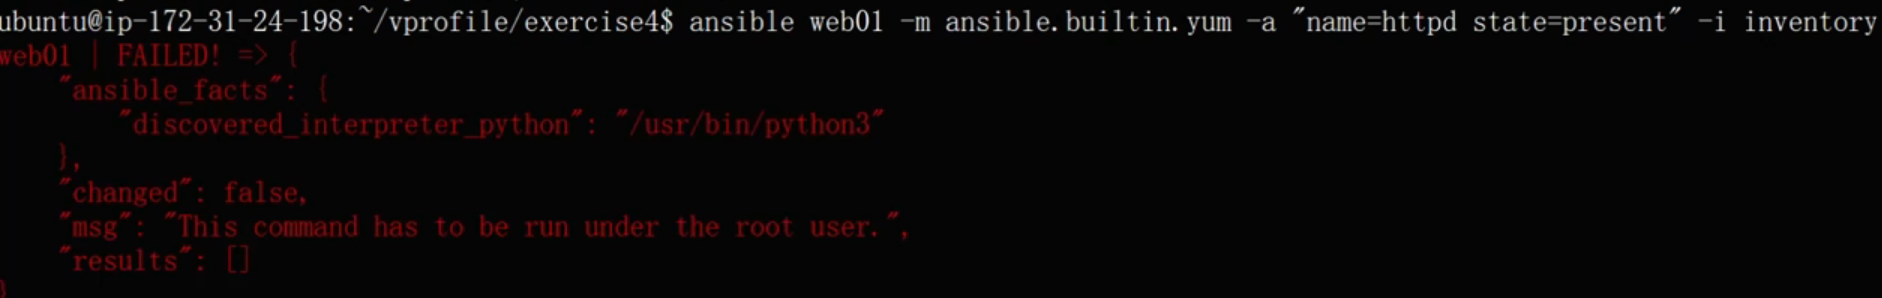 ubuntu@ip-172-31-24-198:~/vprofile/exercise4$ ansible web01 -m ansible.builtin.yum -a "name=httpd state=present" -i inventory
web01 | FAILED! => {
    "ansible_facts": {
        "discovered_interpreter_python": "/usr/bin/python3"
    },
    "changed": false,
    "msg": "This command has to be run under the root user.",
    "results": []
}